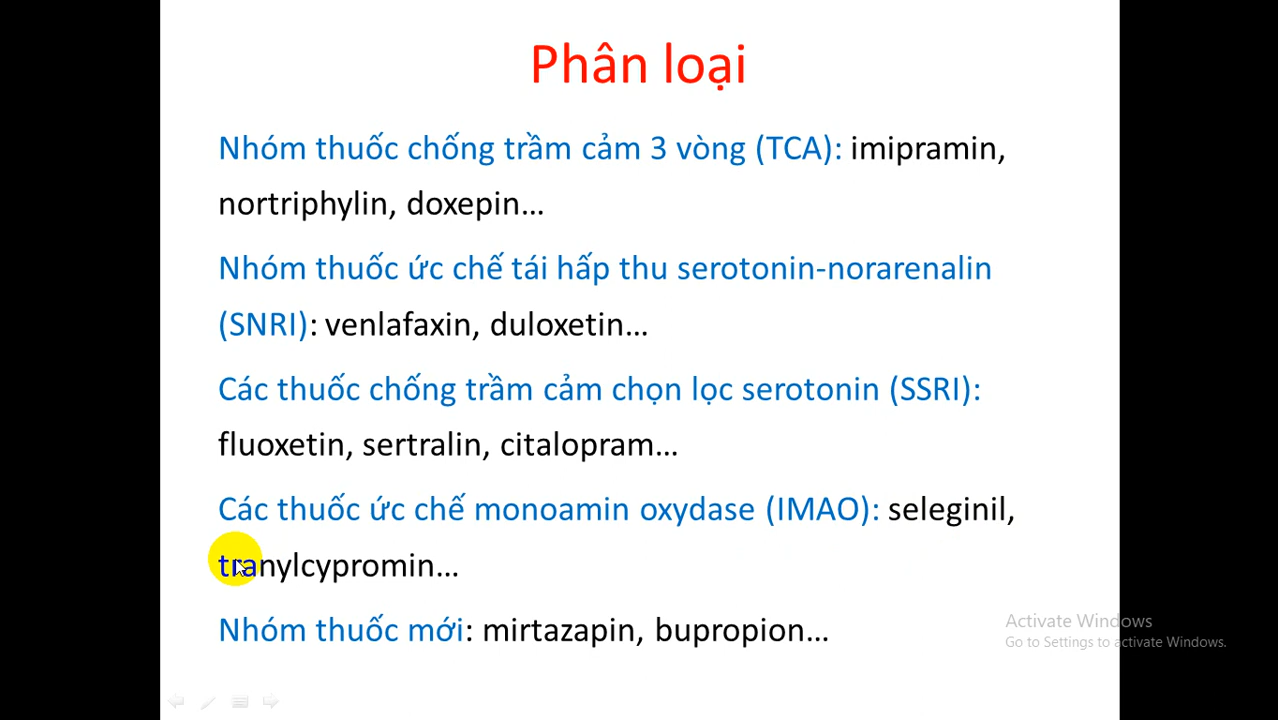 Phân loại
Nhóm thuốc chống trầm cảm 3 vòng (TCA): imipramin,
nortriphylin, doxepin...
Nhóm thuốc ức chế tái hấp thu serotonin-norarenalin
(SNRI): venlafaxin, duloxetin...
Các thuốc chống trầm cảm chọn lọc serotonin (SSRI):
fluoxetin, sertralin, citalopram...
Các thuốc ức chế monoamin oxydase (IMAO): seleginil,
tranylcypromin...
Nhóm thuốc mới: mirtazapin, bupropion...
Activate Windows
Go to Settings to activate Windows.